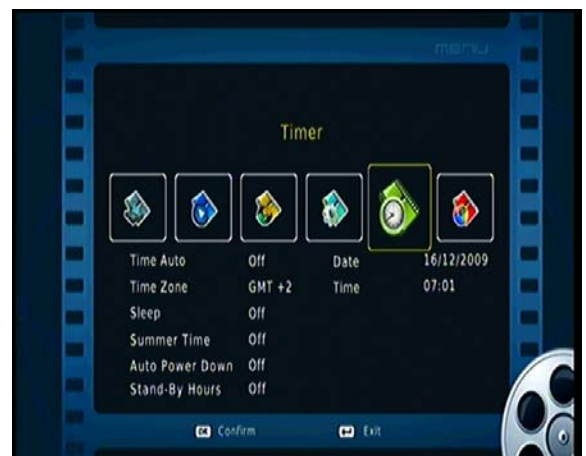 menu
Timer
Time Auto Off Date 16/12/2009
Time Zone GMT +2 Time 07:01
Sleep Off
Summer Time Off
Auto Power Down Off
Stand-By Hours Off
OK Confirm Exit